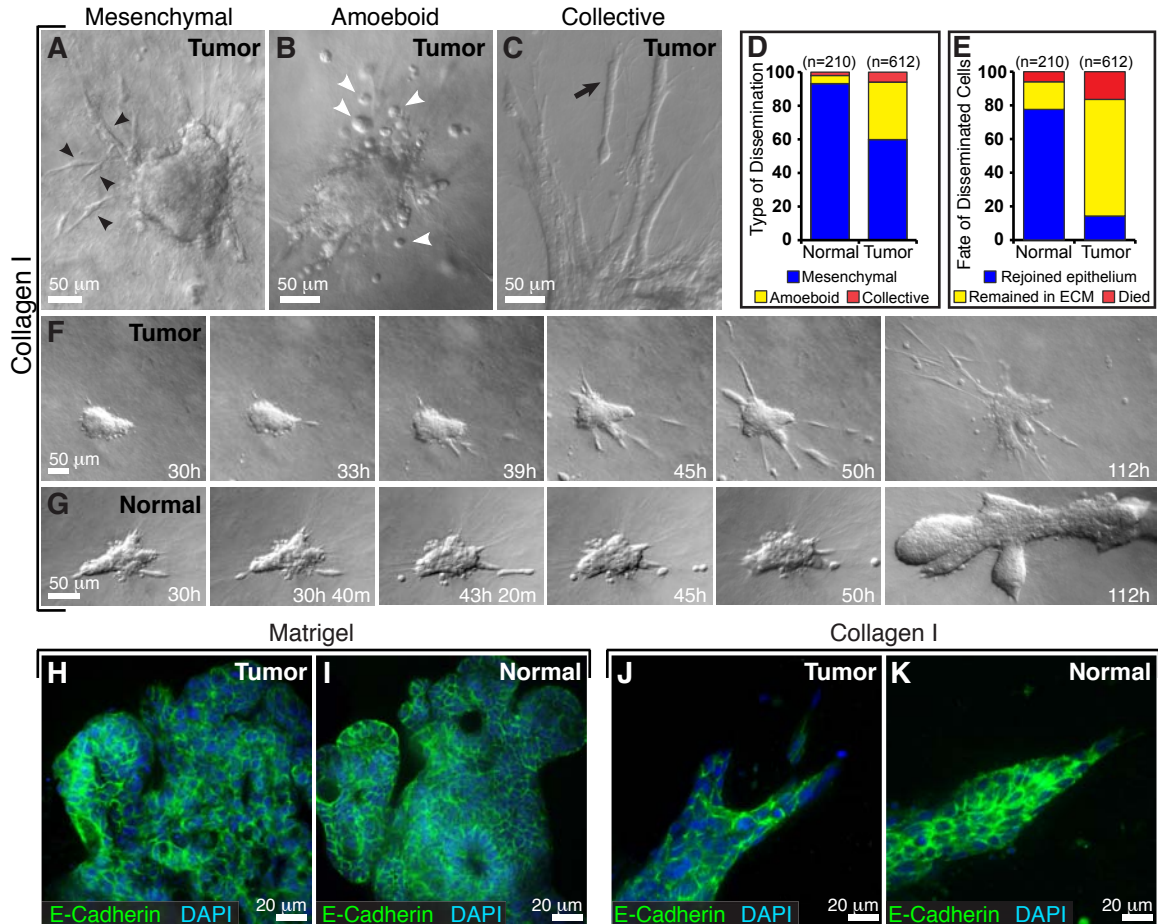 Mesenchymal Amoeboid Collective
A Tumor B Tumor C Tumor
50 µm 50 µm 50 µm
D E
(n=210) (n=612) (n=210) (n=612)
Type of Dissemination
100
80
60
40
20
0
Normal Tumor
Mesenchymal
Amoeboid Collective
Fate of Disseminated Cells
100
80
60
40
20
0
Normal Tumor
Rejoined epithelium
Remained in ECM Died
Collagen I
F Tumor
50 µm 30h 33h 39h 45h 50h 112h
G Normal
50 µm 30h 30h 40m 43h 20m 45h 50h 112h
Matrigel Collagen I
H Tumor I Normal J Tumor K Normal
E-Cadherin DAPI 20 µm E-Cadherin DAPI 20 µm E-Cadherin DAPI 20 µm E-Cadherin DAPI 20 µm